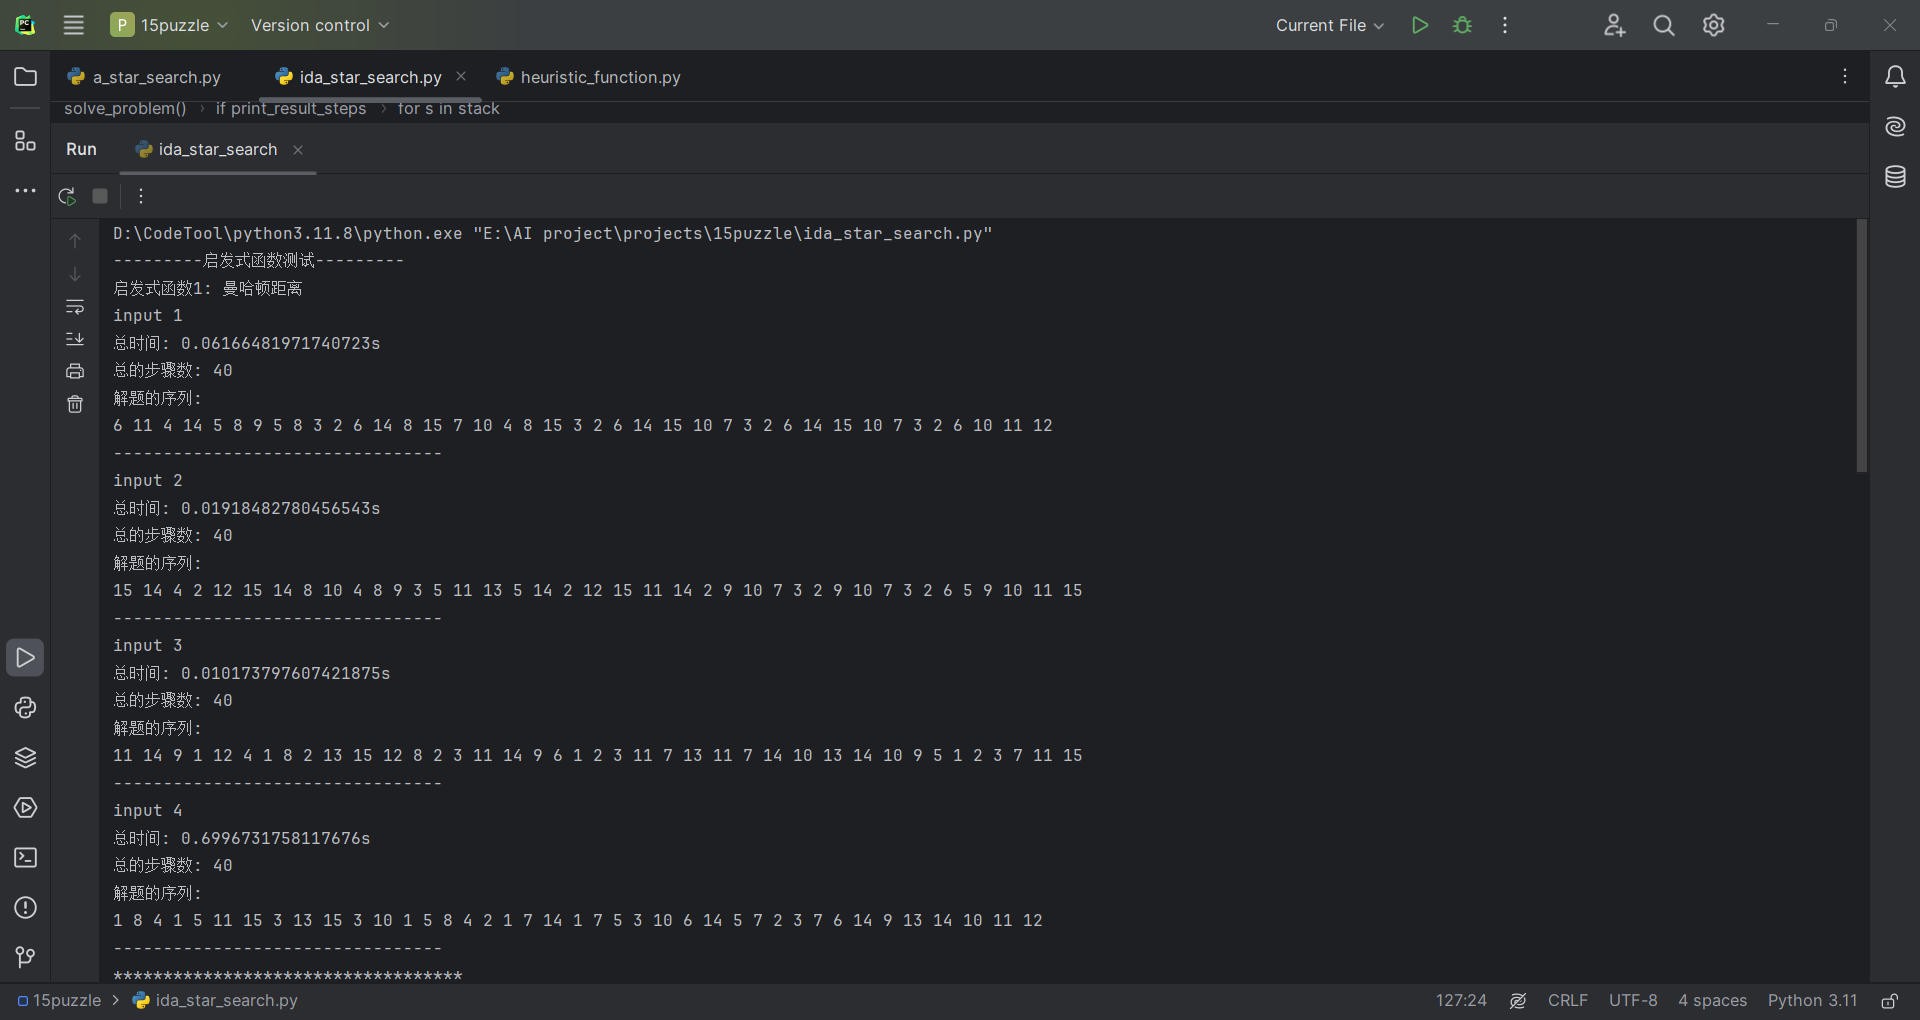 P 15puzzle Version control Current File
a_star_search.py ida_star_search.py heuristic_function.py
solve_problem() › if print_result_steps › for s in stack
Run ida_star_search
D:\CodeTool\python3.11.8\python.exe "E:\AI project\projects\15puzzle\ida_star_search.py"
---------启发式函数测试---------
启发式函数1: 曼哈顿距离
input 1
总时间: 0.06166481971740723s
总的步骤数: 40
解题的序列:
6 11 4 14 5 8 9 5 8 3 2 6 14 8 15 7 10 4 8 15 3 2 6 14 15 10 7 3 2 6 14 15 10 7 3 2 6 10 11 12
---------------------------------
input 2
总时间: 0.01918482780456543s
总的步骤数: 40
解题的序列:
15 14 4 2 12 15 14 8 10 4 8 9 3 5 11 13 5 14 2 12 15 11 14 2 9 10 7 3 2 9 10 7 3 2 6 5 9 10 11 15
---------------------------------
input 3
总时间: 0.010173797607421875s
总的步骤数: 40
解题的序列:
11 14 9 1 12 4 1 8 2 13 15 12 8 2 3 11 14 9 6 1 2 3 11 7 13 11 7 14 10 13 14 10 9 5 1 2 3 7 11 15
---------------------------------
input 4
总时间: 0.6996731758117676s
总的步骤数: 40
解题的序列:
1 8 4 1 5 11 15 3 13 15 3 10 1 5 8 4 2 1 7 14 1 7 5 3 10 6 14 5 7 2 3 7 6 14 9 13 14 10 11 12
---------------------------------
***********************************
15puzzle › ida_star_search.py 127:24 CRLF UTF-8 4 spaces Python 3.11